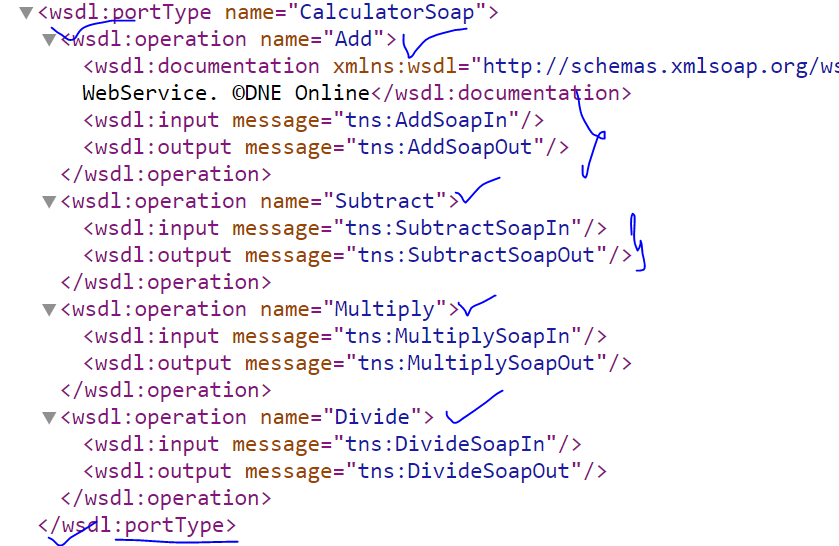 ▼<wsdl:portType name="CalculatorSoap">
▼<wsdl:operation name="Add">
<wsdl:documentation xmlns:wsdl="http://schemas.xmlsoap.org/ws
WebService. ©DNE Online</wsdl:documentation>
<wsdl:input message="tns:AddSoapIn"/>
<wsdl:output message="tns:AddSoapOut"/>
</wsdl:operation>
▼<wsdl:operation name="Subtract">
<wsdl:input message="tns:SubtractSoapIn"/>
<wsdl:output message="tns:SubtractSoapOut"/>
</wsdl:operation>
▼<wsdl:operation name="Multiply">
<wsdl:input message="tns:MultiplySoapIn"/>
<wsdl:output message="tns:MultiplySoapOut"/>
</wsdl:operation>
▼<wsdl:operation name="Divide">
<wsdl:input message="tns:DivideSoapIn"/>
<wsdl:output message="tns:DivideSoapOut"/>
</wsdl:operation>
</wsdl:portType>